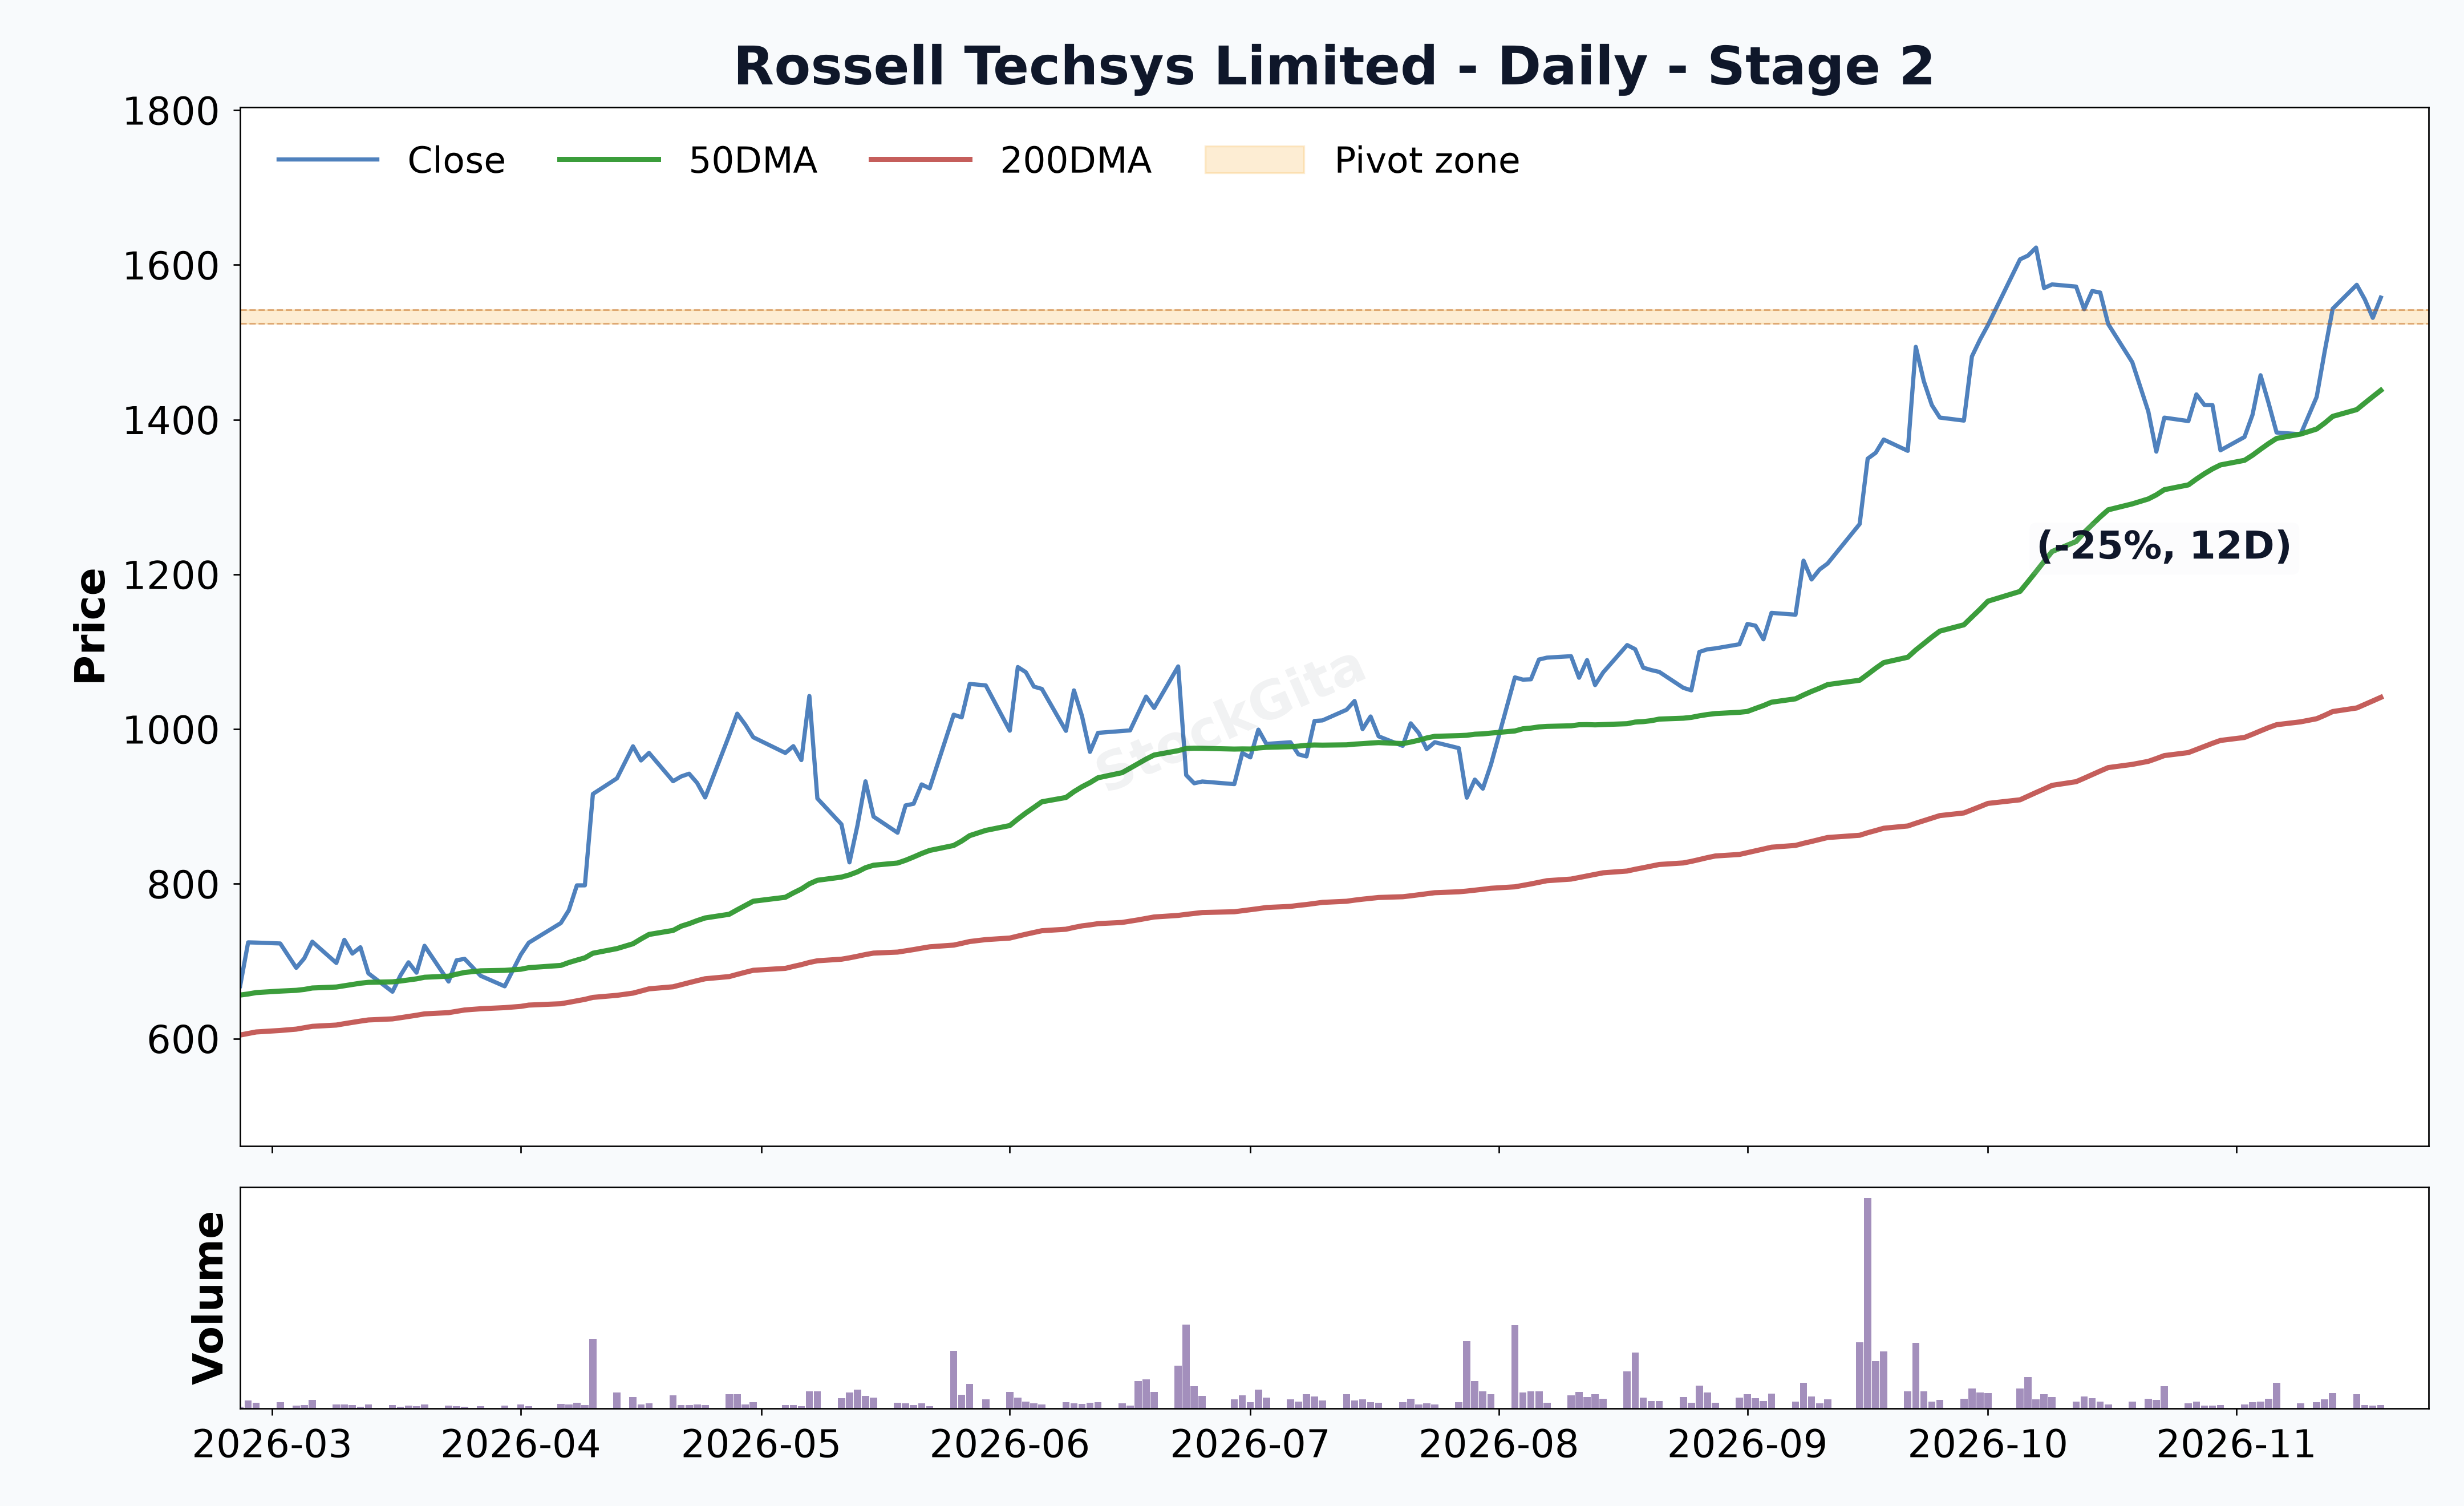 Rossell Techsys Limited - Daily - Stage 2
Close 50DMA 200DMA Pivot zone
1800
1600
1400
1200
1000
800
600
Price
(-25%, 12D)
StockGita
Volume
2026-03 2026-04 2026-05 2026-06 2026-07 2026-08 2026-09 2026-10 2026-11